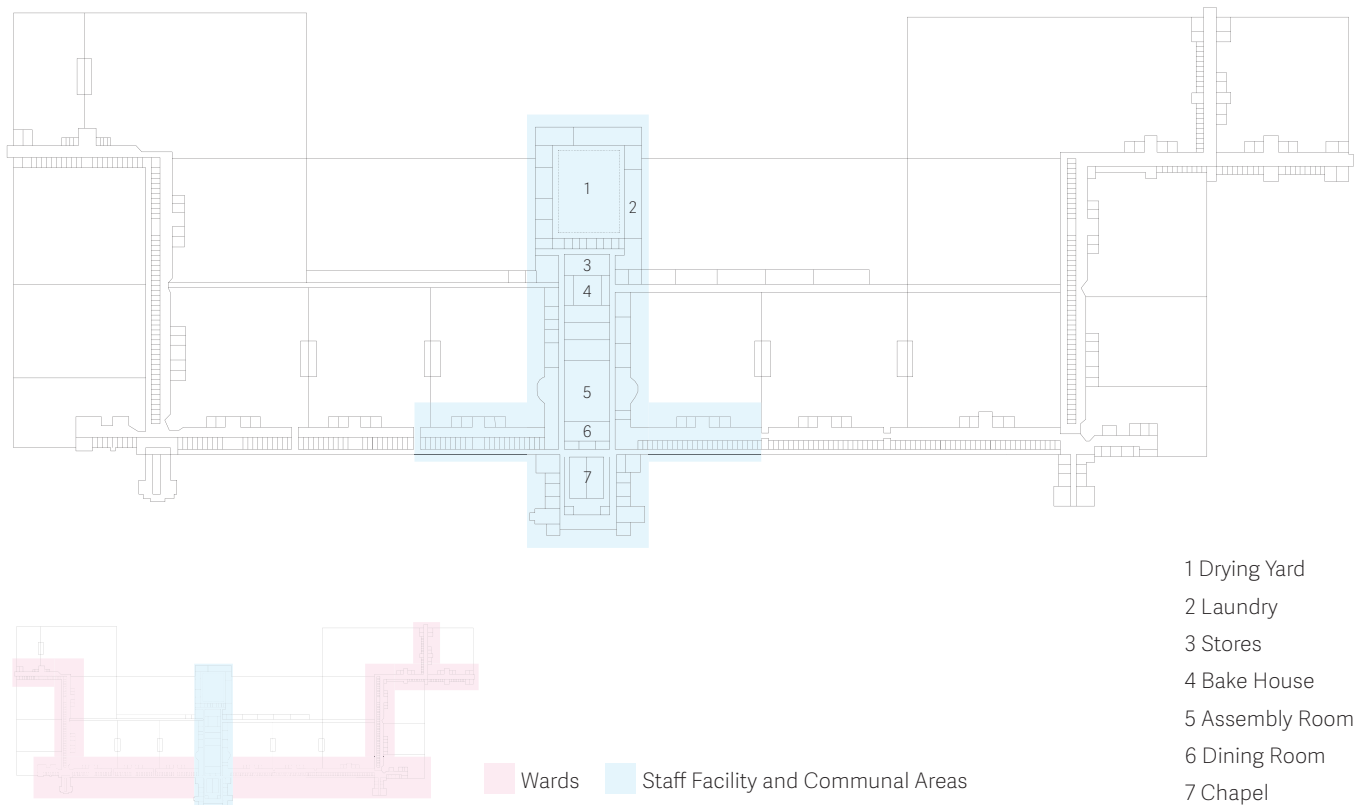 1
2
3
4
5
6
7
1 Drying Yard
2 Laundry
3 Stores
4 Bake House
5 Assembly Room
6 Dining Room
7 Chapel
Wards
Staff Facility and Communal Areas